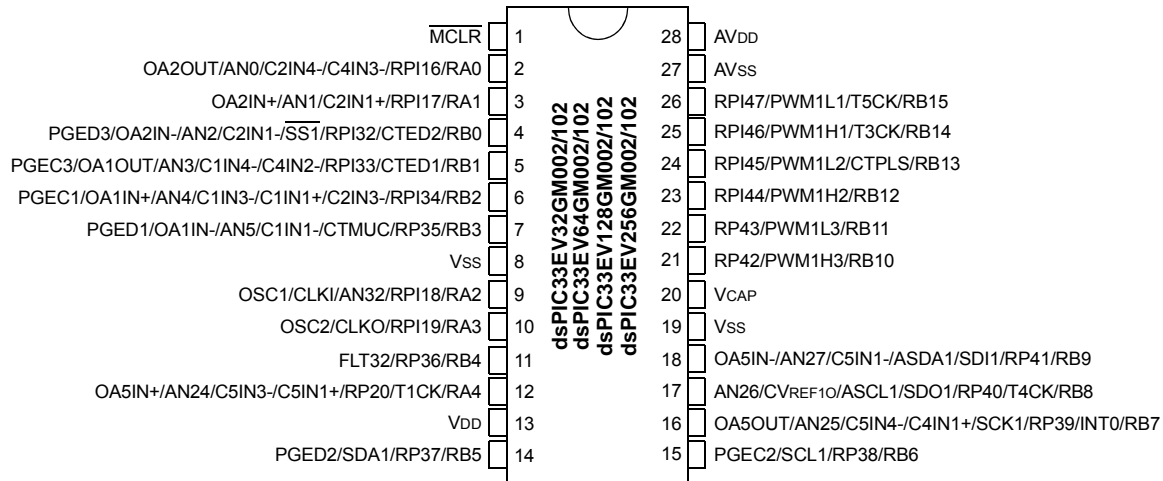 MCLR 1
OA2OUT/AN0/C2IN4-/C4IN3-/RPI16/RA0 2
OA2IN+/AN1/C2IN1+/RPI17/RA1 3
PGED3/OA2IN-/AN2/C2IN1-/SS1/RPI32/CTED2/RB0 4
PGEC3/OA1OUT/AN3/C1IN4-/C4IN2-/RPI33/CTED1/RB1 5
PGEC1/OA1IN+/AN4/C1IN3-/C1IN1+/C2IN3-/RPI34/RB2 6
PGED1/OA1IN-/AN5/C1IN1-/CTMUC/RP35/RB3 7
VSS 8
OSC1/CLKI/AN32/RPI18/RA2 9
OSC2/CLKO/RPI19/RA3 10
FLT32/RP36/RB4 11
OA5IN+/AN24/C5IN3-/C5IN1+/RP20/T1CK/RA4 12
VDD 13
PGED2/SDA1/RP37/RB5 14
dsPIC33EV32GM002/102
dsPIC33EV64GM002/102
dsPIC33EV128GM002/102
dsPIC33EV256GM002/102
28 AVDD
27 AVSS
26 RPI47/PWM1L1/T5CK/RB15
25 RPI46/PWM1H1/T3CK/RB14
24 RPI45/PWM1L2/CTPLS/RB13
23 RPI44/PWM1H2/RB12
22 RP43/PWM1L3/RB11
21 RP42/PWM1H3/RB10
20 VCAP
19 VSS
18 OA5IN-/AN27/C5IN1-/ASDA1/SDI1/RP41/RB9
17 AN26/CVREF1O/ASCL1/SDO1/RP40/T4CK/RB8
16 OA5OUT/AN25/C5IN4-/C4IN1+/SCK1/RP39/INT0/RB7
15 PGEC2/SCL1/RP38/RB6